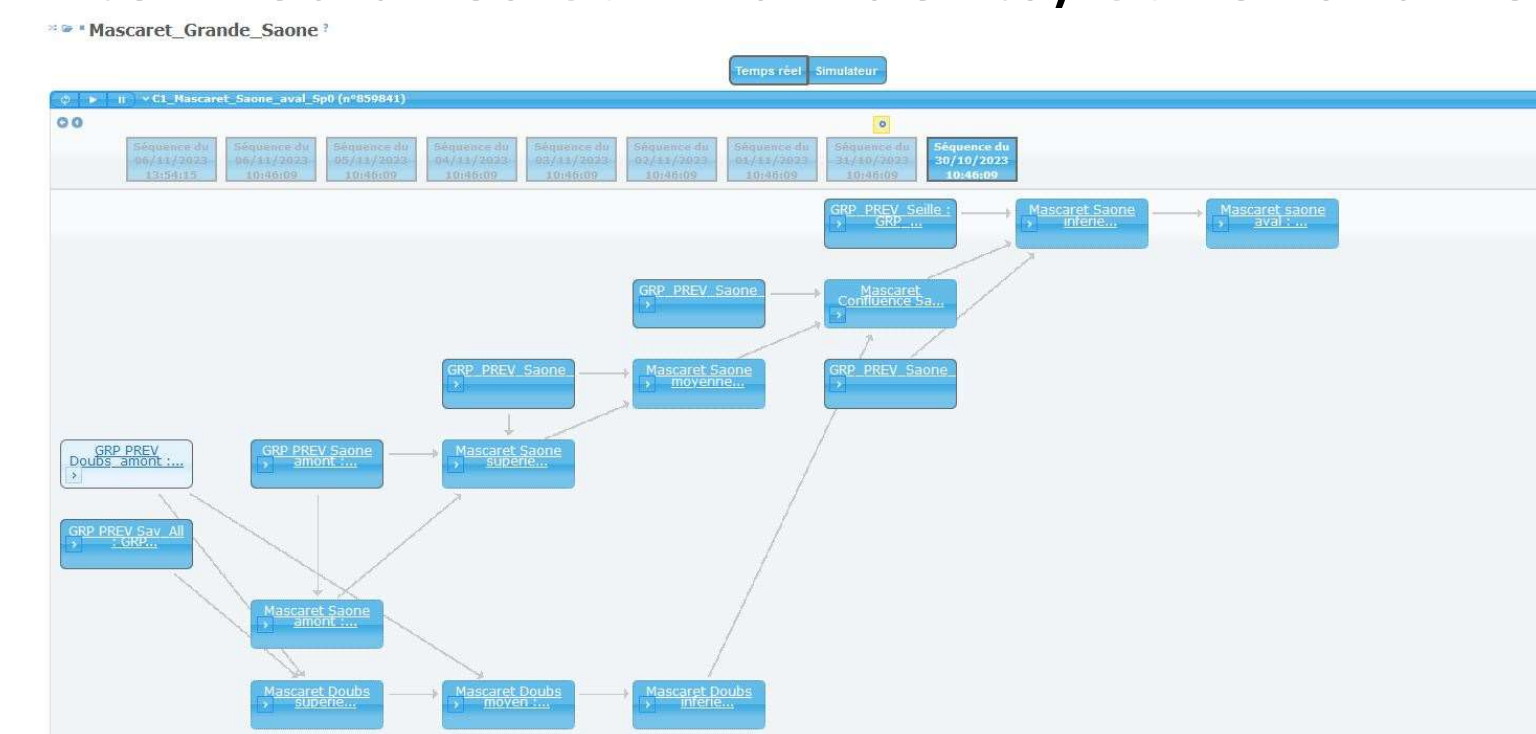 Mascaret_Grande_Saone ?
Temps réel Simulateur
C1_Mascaret_Saone_aval_Sp0 (n°859841)
Séquence du 06/11/2023 13:54:15
Séquence du 06/11/2023 10:46:09
Séquence du 05/11/2023 10:46:09
Séquence du 04/11/2023 10:46:09
Séquence du 03/11/2023 10:46:09
Séquence du 02/11/2023 10:46:09
Séquence du 01/11/2023 10:46:09
Séquence du 31/10/2023 10:46:09
Séquence du 30/10/2023 10:46:09
GRP_PREV_Seille :
GRP_...
Mascaret Saone
inferie...
Mascaret saone
aval : ...
GRP_PREV_Saone_
Mascaret
Confluence Sa...
GRP_PREV_Saone_
Mascaret Saone
moyenne...
GRP_PREV_Saone_
GRP PREV
Doubs_amont :...
GRP PREV Saone
amont :...
Mascaret Saone
superie...
GRP PREV Sav_All
: GRP...
Mascaret Saone
amont :...
Mascaret Doubs
superie...
Mascaret Doubs
moyen :...
Mascaret Doubs
inferie...